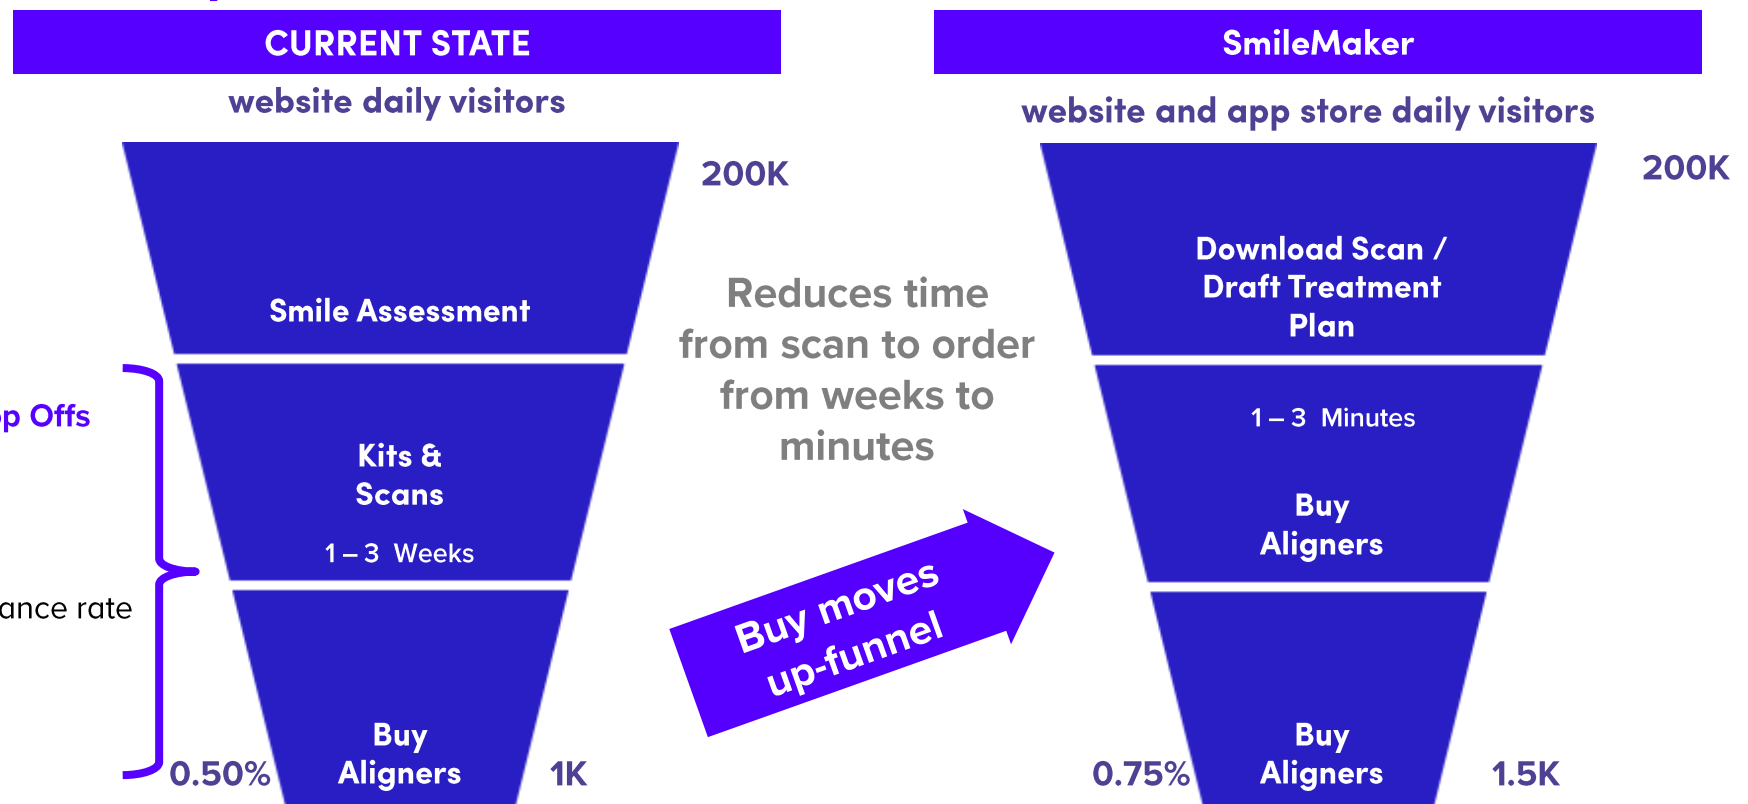 CURRENT STATE
website daily visitors
200K
Smile Assessment
Offs
Kits &
Scans
1 – 3 Weeks
rate
Buy
Aligners
0.50%
1K
Reduces time
from scan to order
from weeks to
minutes
Buy moves
up-funnel
SmileMaker
website and app store daily visitors
200K
Download Scan /
Draft Treatment
Plan
1 – 3 Minutes
Buy
Aligners
Buy
Aligners
0.75%
1.5K